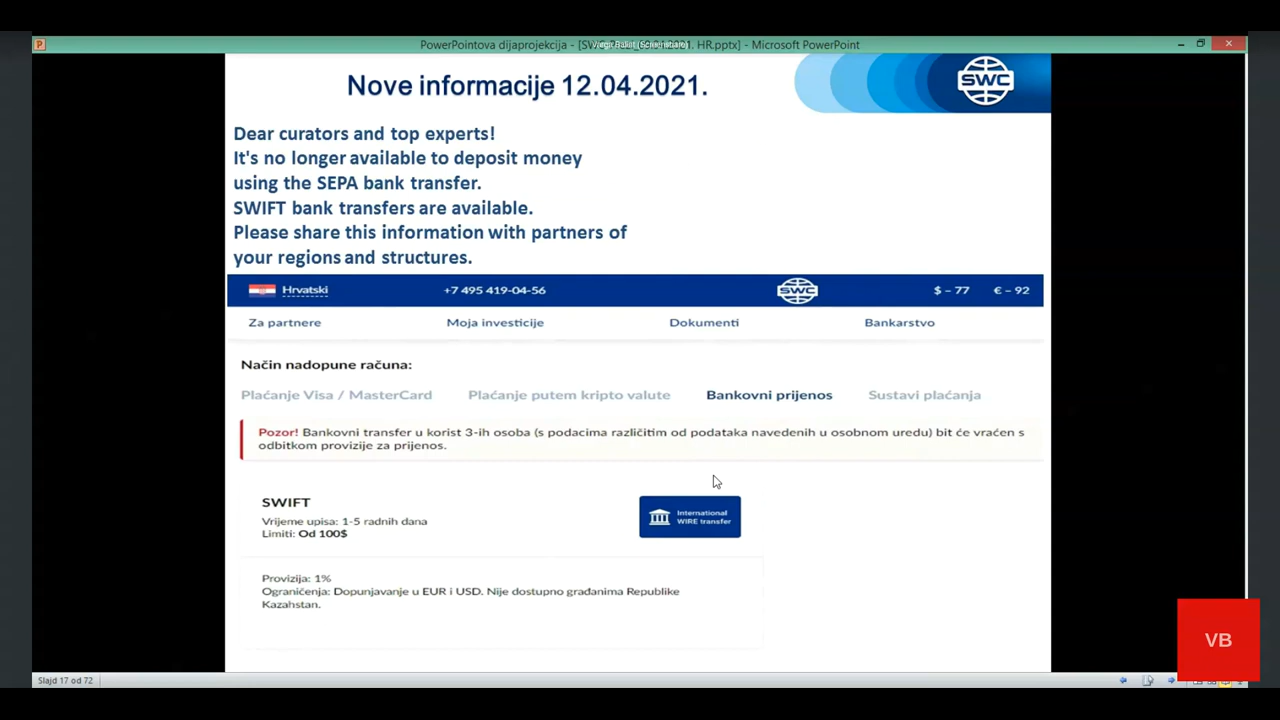 PowerPointova dijaprojekcija - [SW HR.pptx] - Microsoft PowerPoint
Nove informacije 12.04.2021.
SWC
Dear curators and top experts!
It's no longer available to deposit money
using the SEPA bank transfer.
SWIFT bank transfers are available.
Please share this information with partners of
your regions and structures.
Hrvatski +7 495 419-04-56 SWC $ – 77 € – 92
Za partnere Moja investicije Dokumenti Bankarstvo
Način nadopune računa:
Plaćanje Visa / MasterCard Plaćanje putem kripto valute Bankovni prijenos Sustavi plaćanja
Pozor! Bankovni transfer u korist 3-ih osoba (s podacima različitim od podataka navedenih u osobnom uredu) bit će vraćen s
odbitkom provizije za prijenos.
SWIFT
Vrijeme upisa: 1-5 radnih dana
Limiti: Od 100$
International
WIRE transfer
Provizija: 1%
Ograničenja: Dopunjavanje u EUR i USD. Nije dostupno građanima Republike
Kazahstan.
VB
Slajd 17 od 72